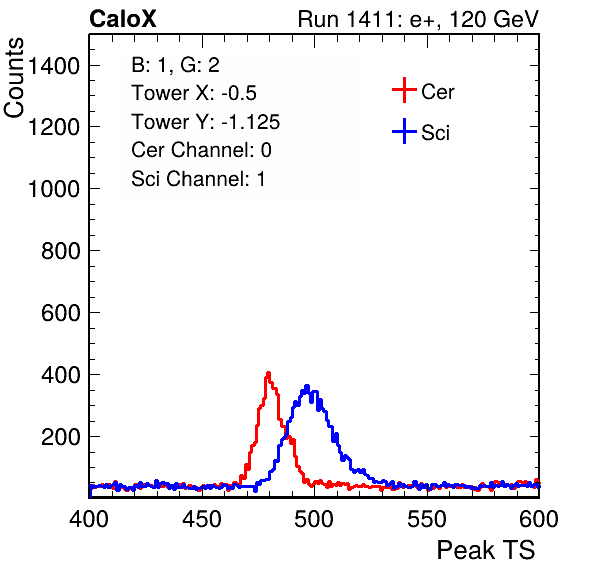 CaloX
Run 1411: e+, 120 GeV
Counts
1400
1200
1000
800
600
400
200
B: 1, G: 2
Tower X: -0.5
Tower Y: -1.125
Cer Channel: 0
Sci Channel: 1
Cer
Sci
400 450 500 550 600
Peak TS